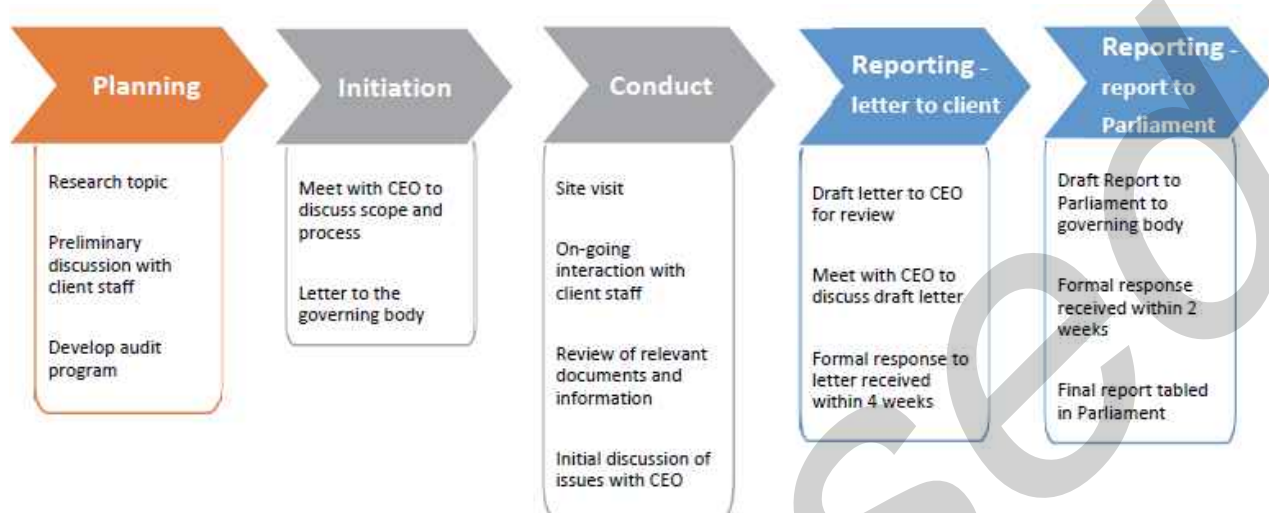 Planning
Research topic
Preliminary
discussion with
client staff
Develop audit
program
Initiation
Meet with CEO to
discuss scope and
process
Letter to the
governing body
Conduct
Site visit
On-going
interaction with
client staff
Review of relevant
documents and
information
Initial discussion of
issues with CEO
Reporting -
letter to client
Draft letter to CEO
for review
Meet with CEO to
discuss draft letter
Formal response to
letter received
within 4 weeks
Reporting -
report to
Parliament
Draft Report to
Parliament to
governing body
Formal response
received within 2
weeks
Final report tabled
in Parliament
sed